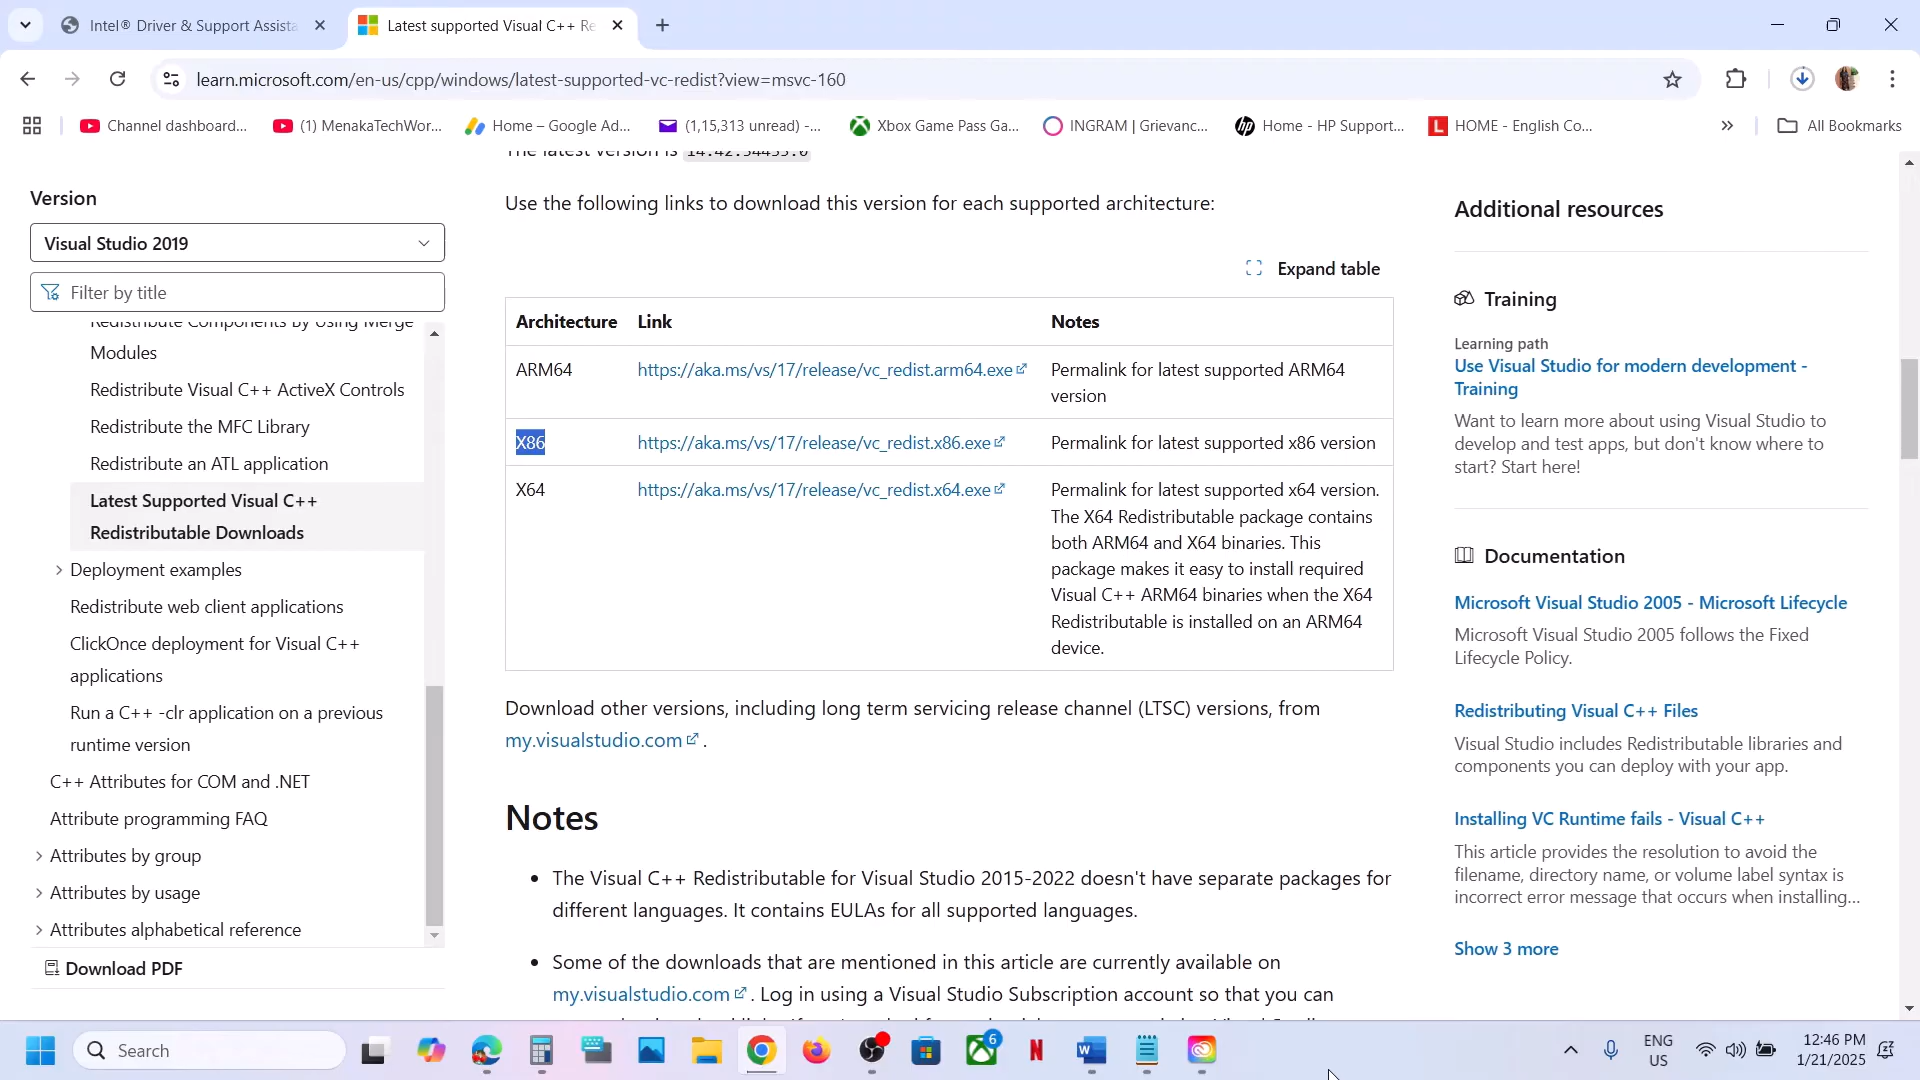 Intel® Driver & Support Assista
Latest supported Visual C++ Re
learn.microsoft.com/en-us/cpp/windows/latest-supported-vc-redist?view=msvc-160
Channel dashboard...
(1) MenakaTechWor...
Home – Google Ad...
(1,15,313 unread) -...
Xbox Game Pass Ga...
INGRAM | Grievanc...
Home - HP Support...
HOME - English Co...
All Bookmarks
Version
Visual Studio 2019
Filter by title
Redistribute Components By Using Merge
Modules
Redistribute Visual C++ ActiveX Controls
Redistribute the MFC Library
Redistribute an ATL application
Latest Supported Visual C++
Redistributable Downloads
Deployment examples
Redistribute web client applications
ClickOnce deployment for Visual C++
applications
Run a C++ -clr application on a previous
runtime version
C++ Attributes for COM and .NET
Attribute programming FAQ
Attributes by group
Attributes by usage
Attributes alphabetical reference
Download PDF
The latest version is 14.42.34433.0
Use the following links to download this version for each supported architecture:
Expand table
Architecture Link Notes
ARM64 https://aka.ms/vs/17/release/vc_redist.arm64.exe Permalink for latest supported ARM64
version
X86 https://aka.ms/vs/17/release/vc_redist.x86.exe Permalink for latest supported x86 version
X64 https://aka.ms/vs/17/release/vc_redist.x64.exe Permalink for latest supported x64 version.
The X64 Redistributable package contains
both ARM64 and X64 binaries. This
package makes it easy to install required
Visual C++ ARM64 binaries when the X64
Redistributable is installed on an ARM64
device.
Download other versions, including long term servicing release channel (LTSC) versions, from
my.visualstudio.com .
Notes
• The Visual C++ Redistributable for Visual Studio 2015-2022 doesn't have separate packages for
different languages. It contains EULAs for all supported languages.
• Some of the downloads that are mentioned in this article are currently available on
my.visualstudio.com . Log in using a Visual Studio Subscription account so that you can
Additional resources
Training
Learning path
Use Visual Studio for modern development -
Training
Want to learn more about using Visual Studio to
develop and test apps, but don't know where to
start? Start here!
Documentation
Microsoft Visual Studio 2005 - Microsoft Lifecycle
Microsoft Visual Studio 2005 follows the Fixed
Lifecycle Policy.
Redistributing Visual C++ Files
Visual Studio includes Redistributable libraries and
components you can deploy with your app.
Installing VC Runtime fails - Visual C++
This article provides the resolution to avoid the
filename, directory name, or volume label syntax is
incorrect error message that occurs when installing...
Show 3 more
Search
6
ENG
US
12:46 PM
1/21/2025